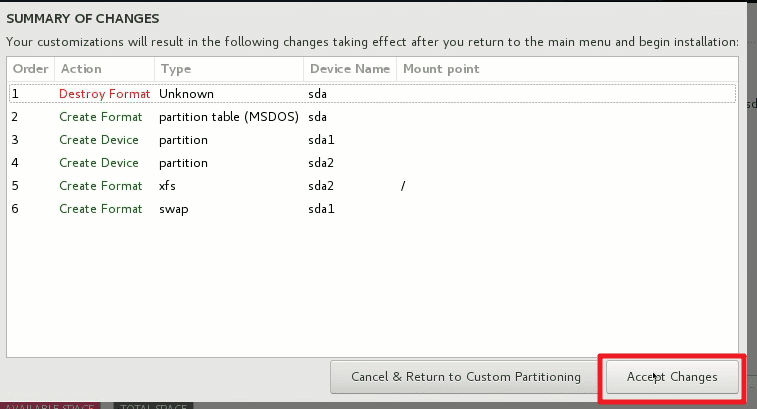 SUMMARY OF CHANGES
Your customizations will result in the following changes taking effect after you return to the main menu and begin installation:
Order Action Type Device Name Mount point
1 Destroy Format Unknown sda
2 Create Format partition table (MSDOS) sda
3 Create Device partition sda1
4 Create Device partition sda2
5 Create Format xfs sda2 /
6 Create Format swap sda1
Cancel & Return to Custom Partitioning Accept Changes
AVAILABLE SPACE TOTAL SPACE